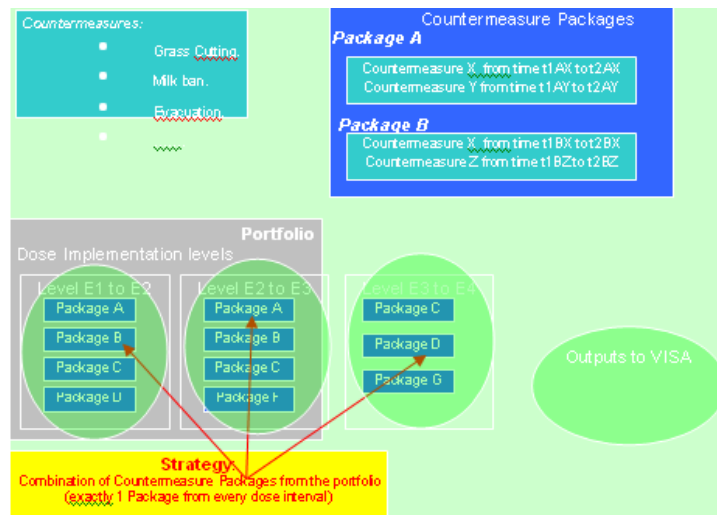 Countermeasures:
Grass Cutting.
Milk ban.
Evacuation.
Countermeasure Packages
Package A
Countermeasure X from time t1AX to t2AX
Countermeasure Y from time t1AY to t2AY
Package B
Countermeasure X from time t1BX to t2BX
Countermeasure Z from time t1BZ to t2BZ
Portfolio
Dose Implementation levels
Level E1 to E2
Package A
Package B
Package C
Package D
Level E2 to E3
Package A
Package B
Package C
Package F
Level E3 to E4
Package C
Package D
Package G
Outputs to VISA
Strategy:
Combination of Countermeasure Packages from the portfolio
(exactly 1 Package from every dose interval)